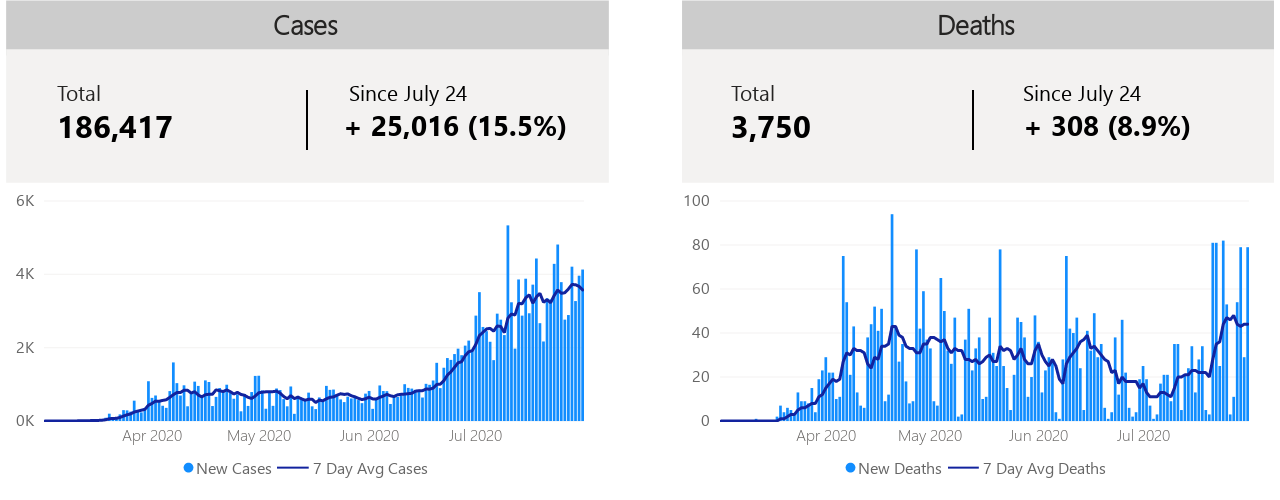 Cases
Total
186,417
Since July 24
+ 25,016 (15.5%)
6K
4K
2K
0K
Apr 2020 May 2020 Jun 2020 Jul 2020
New Cases 7 Day Avg Cases
Deaths
Total
3,750
Since July 24
+ 308 (8.9%)
100
80
60
40
20
0
Apr 2020 May 2020 Jun 2020 Jul 2020
New Deaths 7 Day Avg Deaths